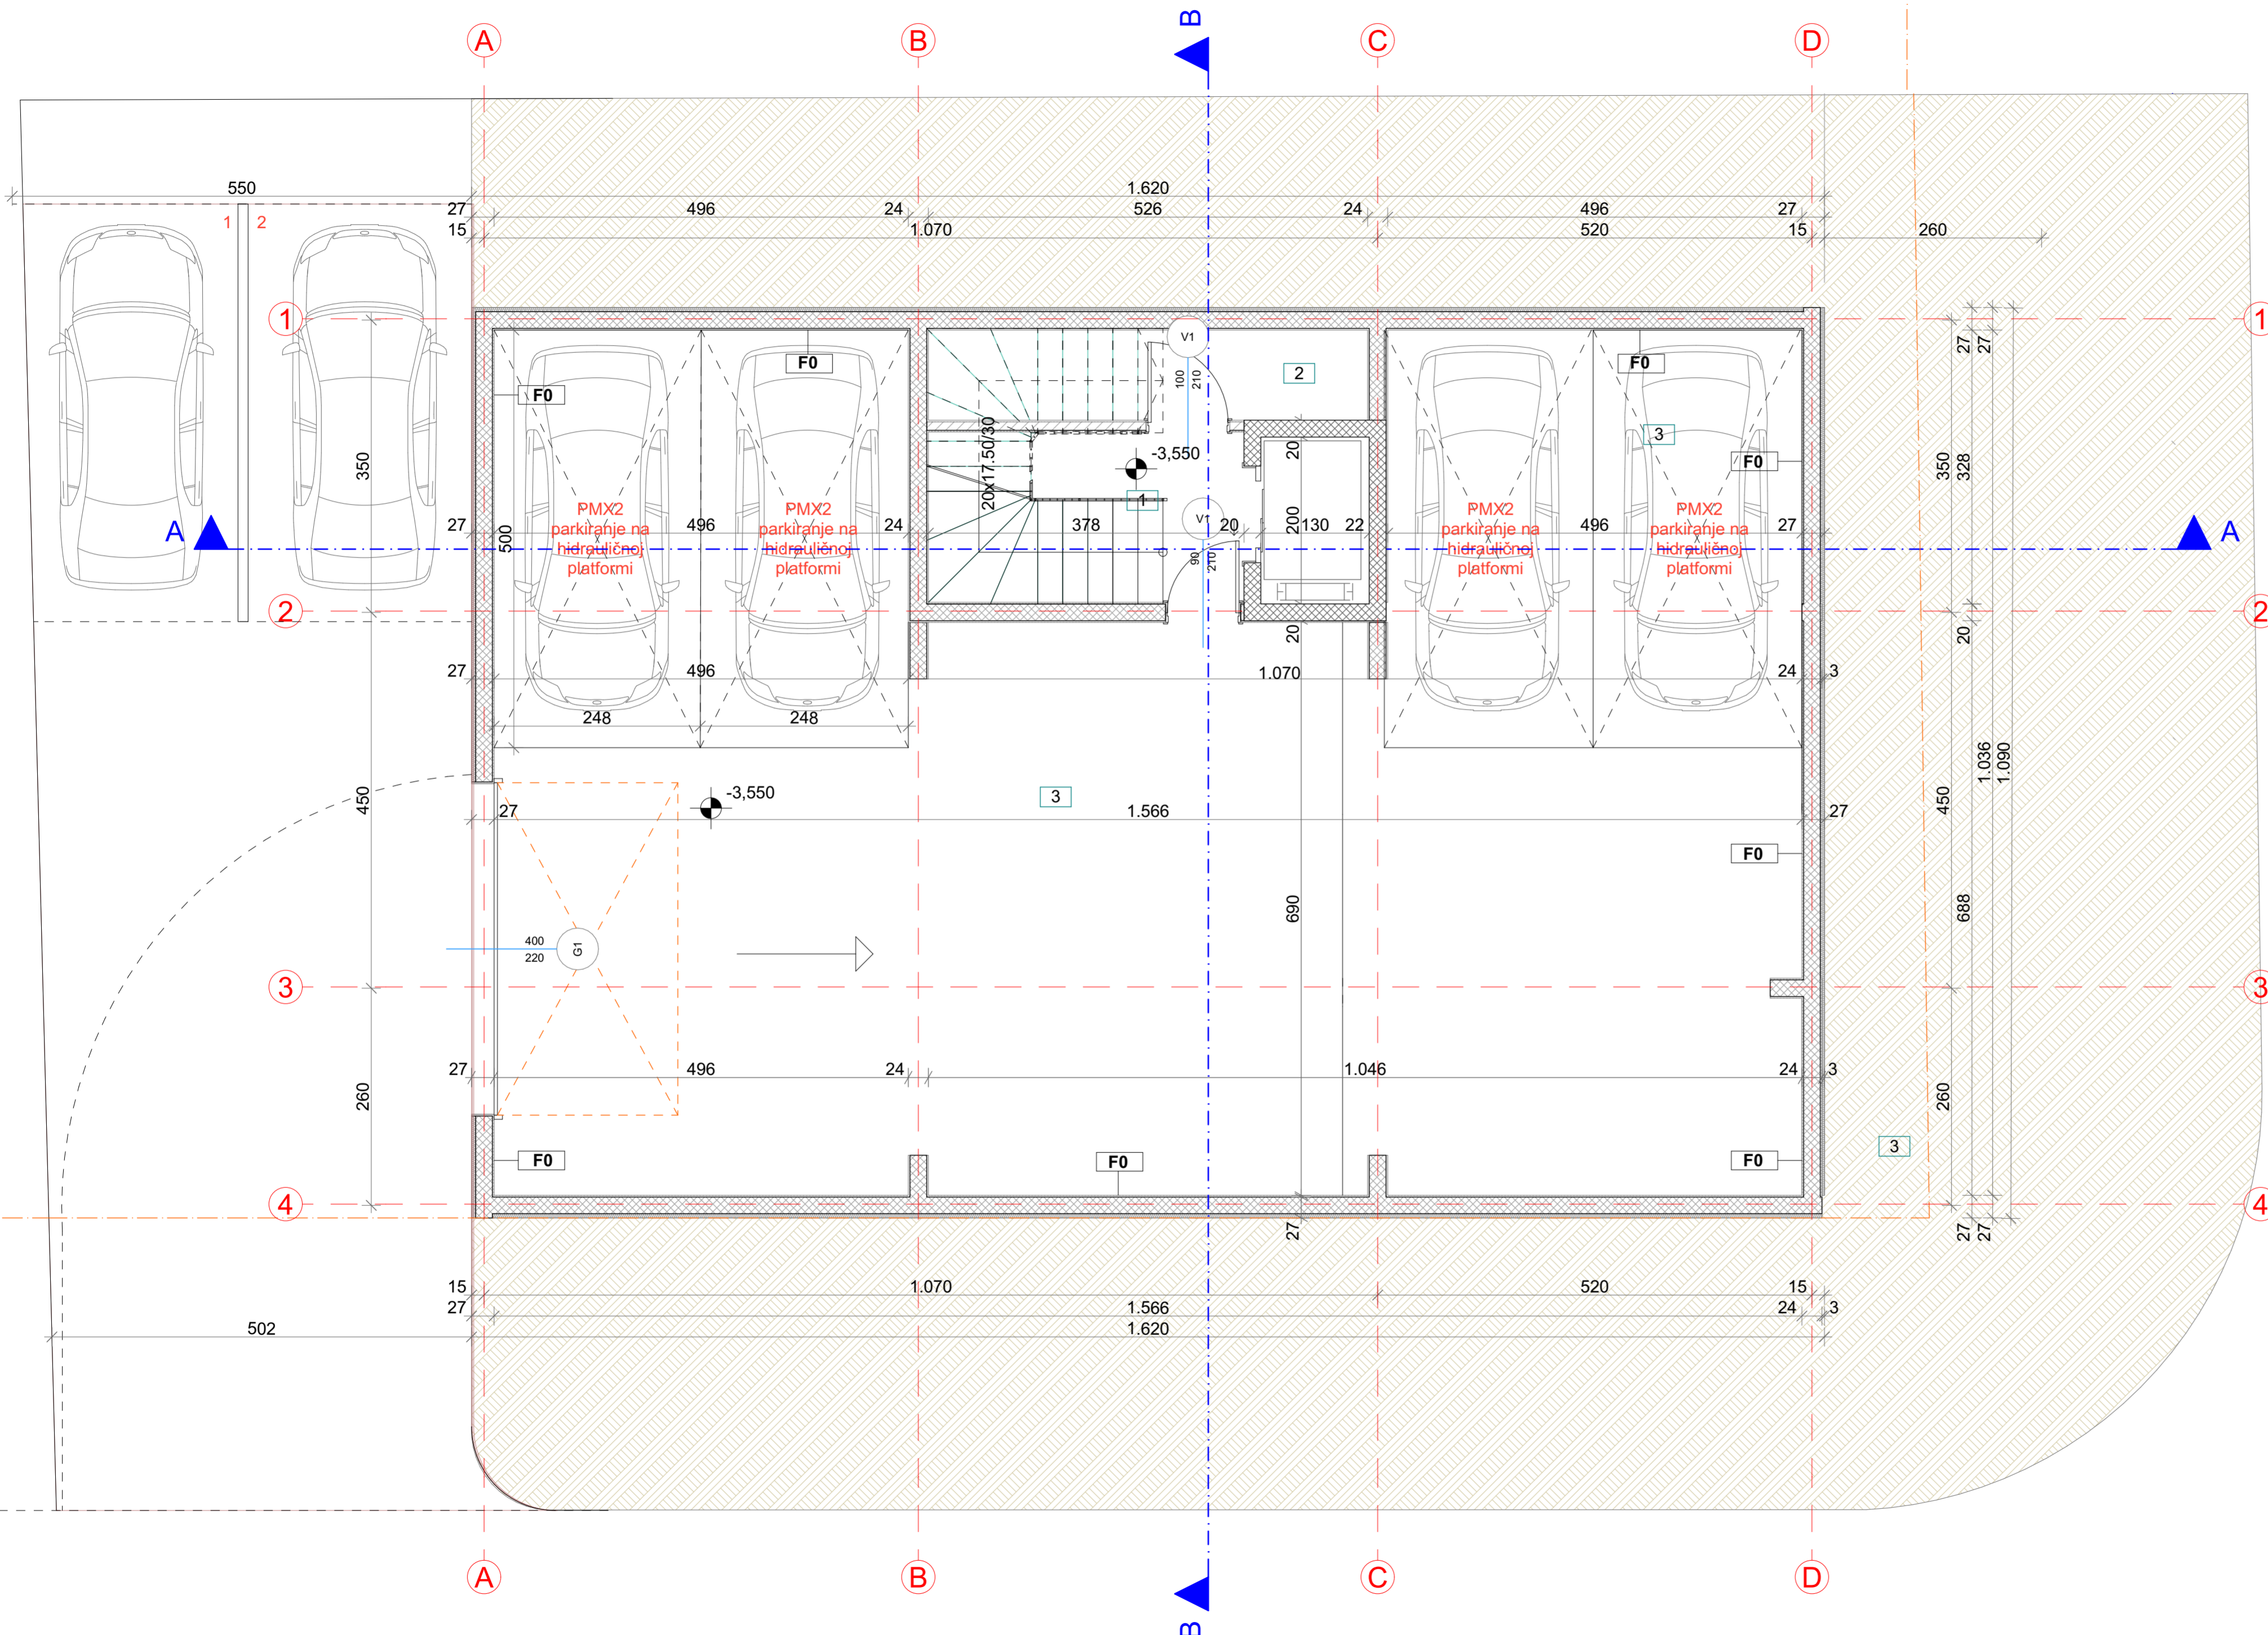 B
A
B
C
D
550
1.620
27
496
24
526
24
496
27
15
1.070
520
15
260
1
2
1
1
V1
27
27
F0
F0
100
210
2
F0
3
F0
350
20x17.50/30
-3,550
20
350
328
PMX2
parkiranje na
hidrauličnoj
platformi
PMX2
parkiranje na
hidrauličnoj
platformi
PMX2
parkiranje na
hidrauličnoj
platformi
PMX2
parkiranje na
hidrauličnoj
platformi
1
V1
A
27
500
496
24
378
20
200
130
22
496
27
A
90
210
2
2
20
20
27
496
1.070
24
3
248
248
1.036
1.090
450
-3,550
3
450
27
1.566
27
F0
690
688
400
220
G1
3
3
27
496
24
1.046
24
3
260
260
F0
F0
F0
3
4
4
27
27
27
15
1.070
520
15
27
1.566
24
3
502
1.620
A
B
C
D
B